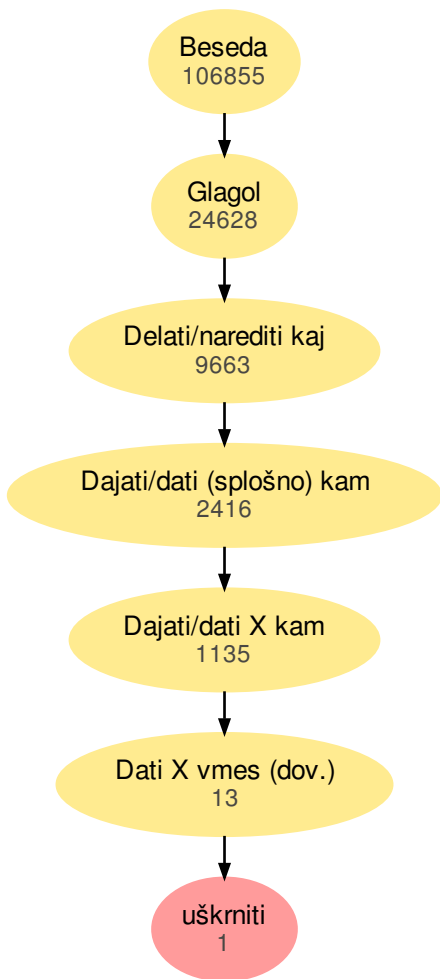 Beseda
106855
Glagol
24628
Delati/narediti kaj
9663
Dajati/dati (splošno) kam
2416
Dajati/dati X kam
1135
Dati X vmes (dov.)
13
uškrniti
1